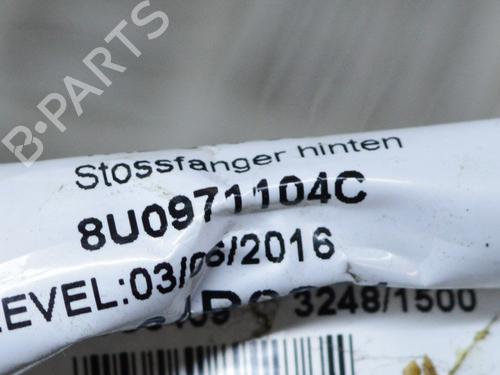 B·PARTS
Stossfanger hinten
8U0971104C
LEVEL:03/06/2016
3248/1500